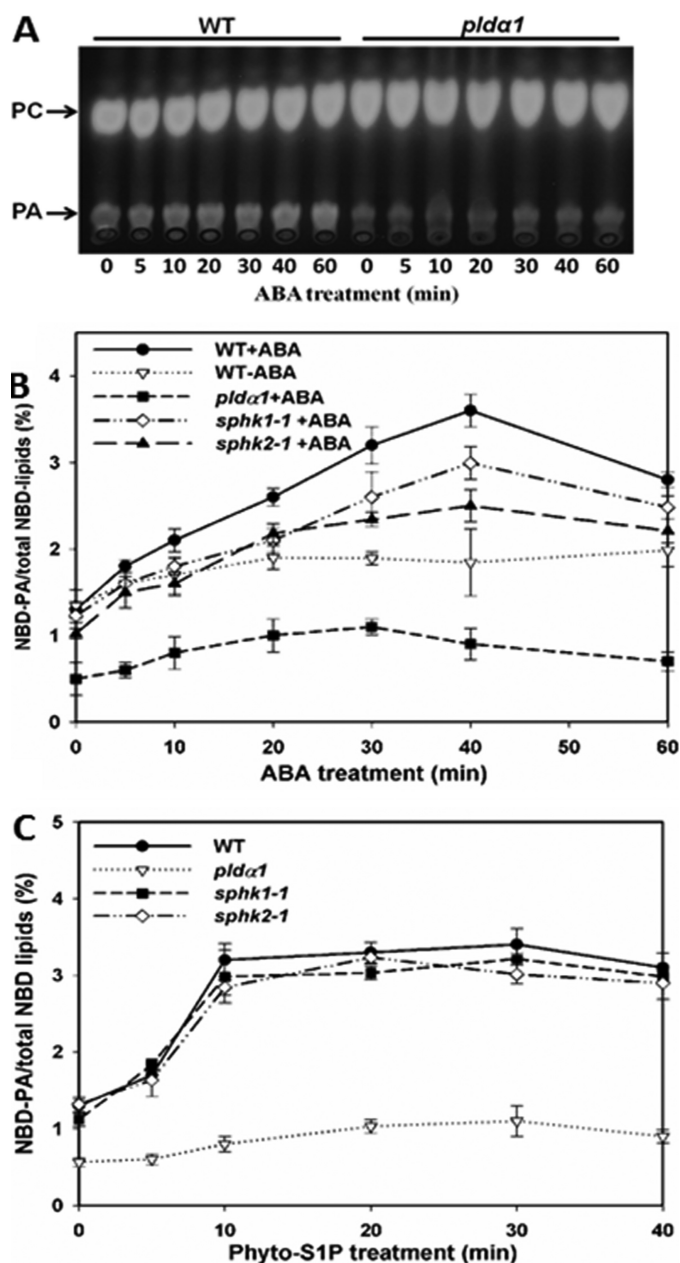 A
WT pldα1
PC
PA
0 5 10 20 30 40 60 0 5 10 20 30 40 60
ABA treatment (min)
B
WT+ABA
WT-ABA
pldα1+ABA
sphk1-1 +ABA
sphk2-1 +ABA
NBD-PA/total NBD-lipids (%)
4
3
2
1
0
0 10 20 30 40 50 60
ABA treatment (min)
C
WT
pldα1
sphk1-1
sphk2-1
NBD-PA/total NBD lipids (%)
5
4
3
2
1
0
0 10 20 30 40
Phyto-S1P treatment (min)